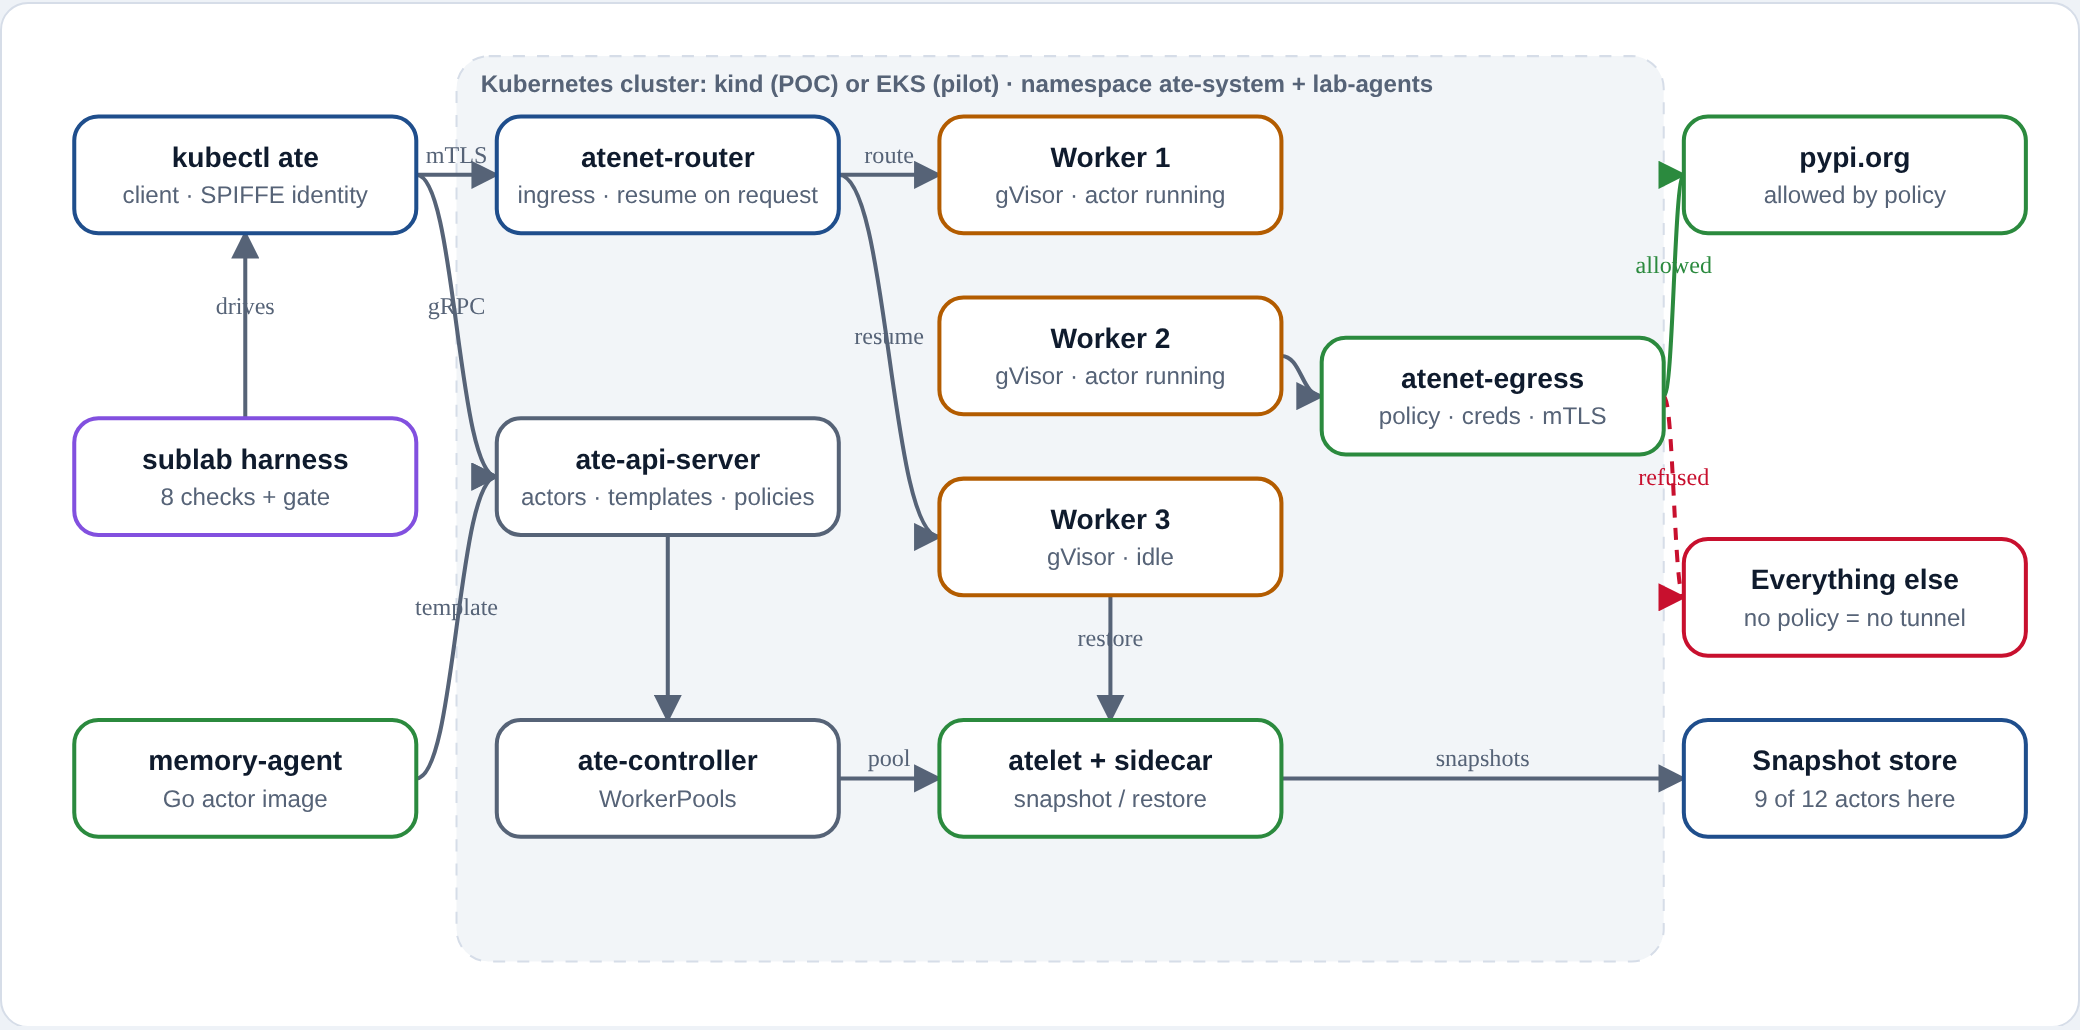 Kubernetes cluster: kind (POC) or EKS (pilot) · namespace ate-system + lab-agents
kubectl ate
client · SPIFFE identity
mTLS
atenet-router
ingress · resume on request
route
Worker 1
gVisor · actor running
pypi.org
allowed by policy
allowed
drives
gRPC
resume
Worker 2
gVisor · actor running
atenet-egress
policy · creds · mTLS
refused
sublab harness
8 checks + gate
ate-api-server
actors · templates · policies
Worker 3
gVisor · idle
Everything else
no policy = no tunnel
template
restore
memory-agent
Go actor image
ate-controller
WorkerPools
pool
atelet + sidecar
snapshot / restore
snapshots
Snapshot store
9 of 12 actors here